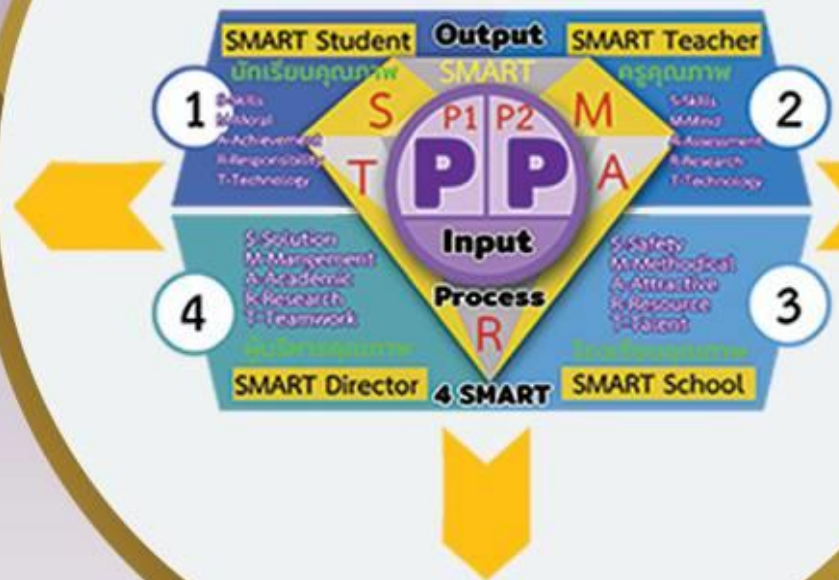 Output
SMART Student
นักเรียนคุณภาพ
1
S-Skills
M-Moral
A-Achievement
R-Responsibility
T-Technology
SMART Teacher
ครูคุณภาพ
2
S-Skills
M-Mind
A-Assessment
R-Research
T-Technology
SMART
S
M
T
A
R
P1 P2
P P
Input
Process
4 SMART
4
S-Solution
M-Mangement
A-Academic
R-Research
T-Teamwork
ผู้บริหารคุณภาพ
SMART Director
3
S-Safety
M-Methodical
A-Attractive
R-Resource
T-Talent
โรงเรียนคุณภาพ
SMART School